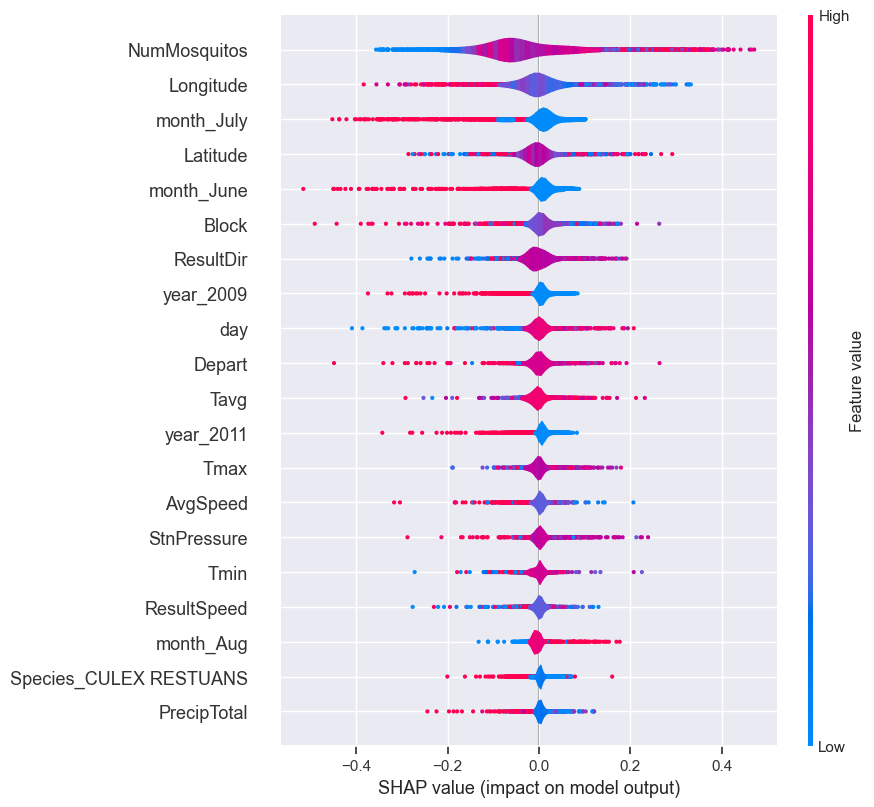 High
NumMosquitos
Longitude
month_July
Latitude
month_June
Block
ResultDir
year_2009
day
Depart
Tavg
year_2011
Tmax
AvgSpeed
StnPressure
Tmin
ResultSpeed
month_Aug
Species_CULEX RESTUANS
PrecipTotal
Feature value
Low
−0.4 −0.2 0.0 0.2 0.4
SHAP value (impact on model output)